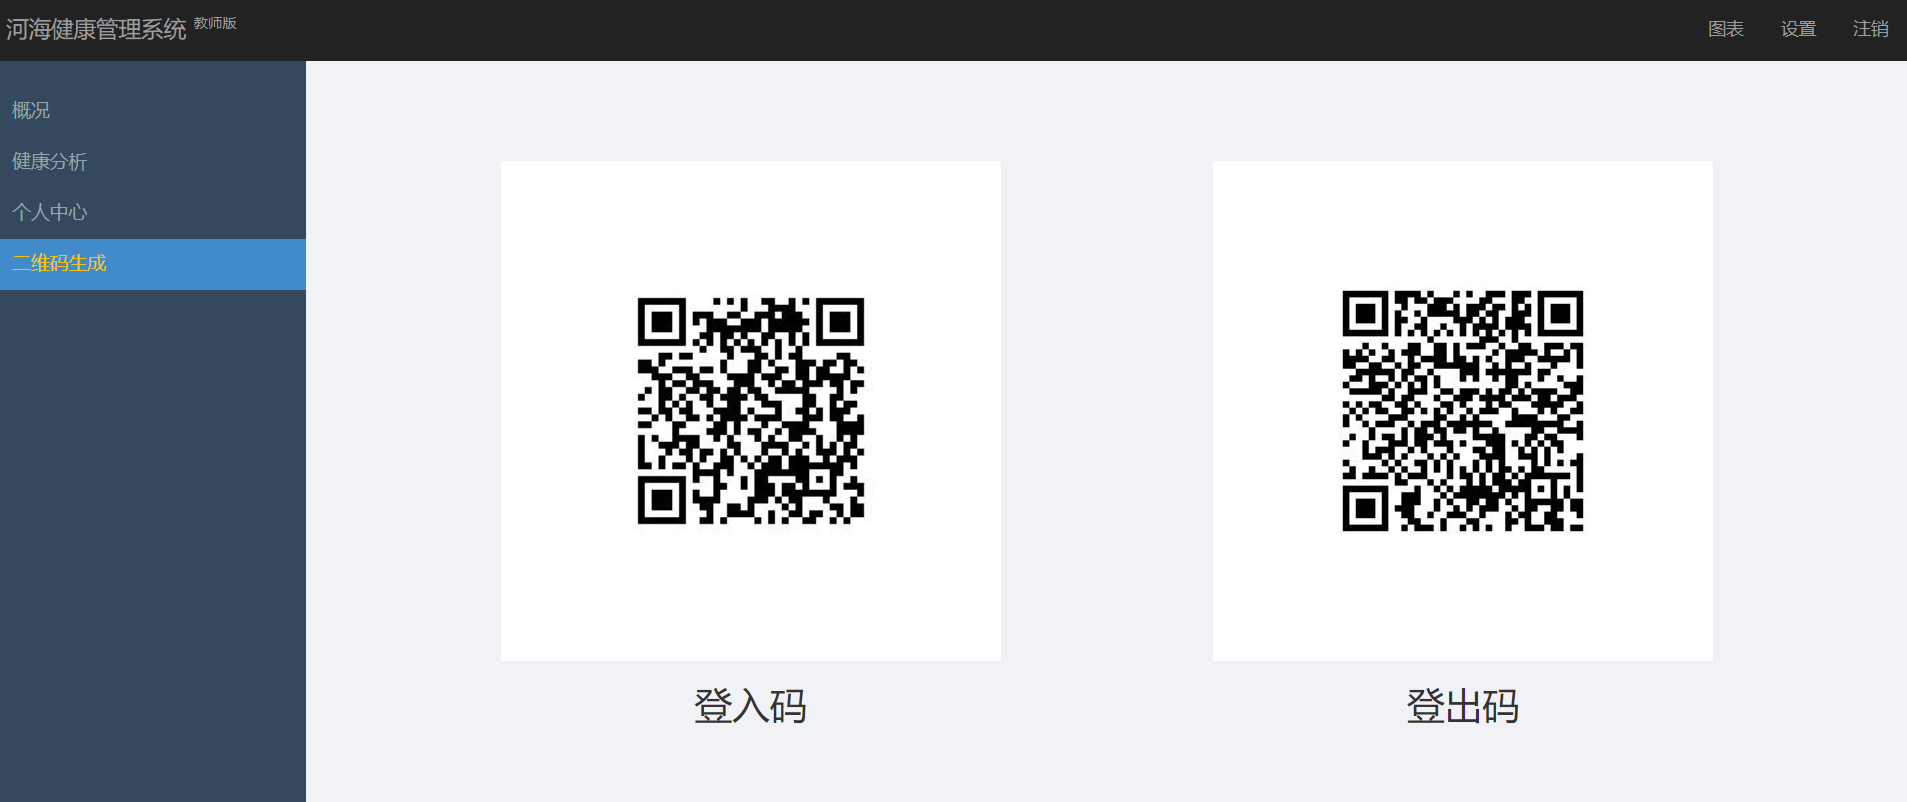 河海健康管理系统 教师版
图表 设置 注销
概况
健康分析
个人中心
二维码生成
登入码 登出码